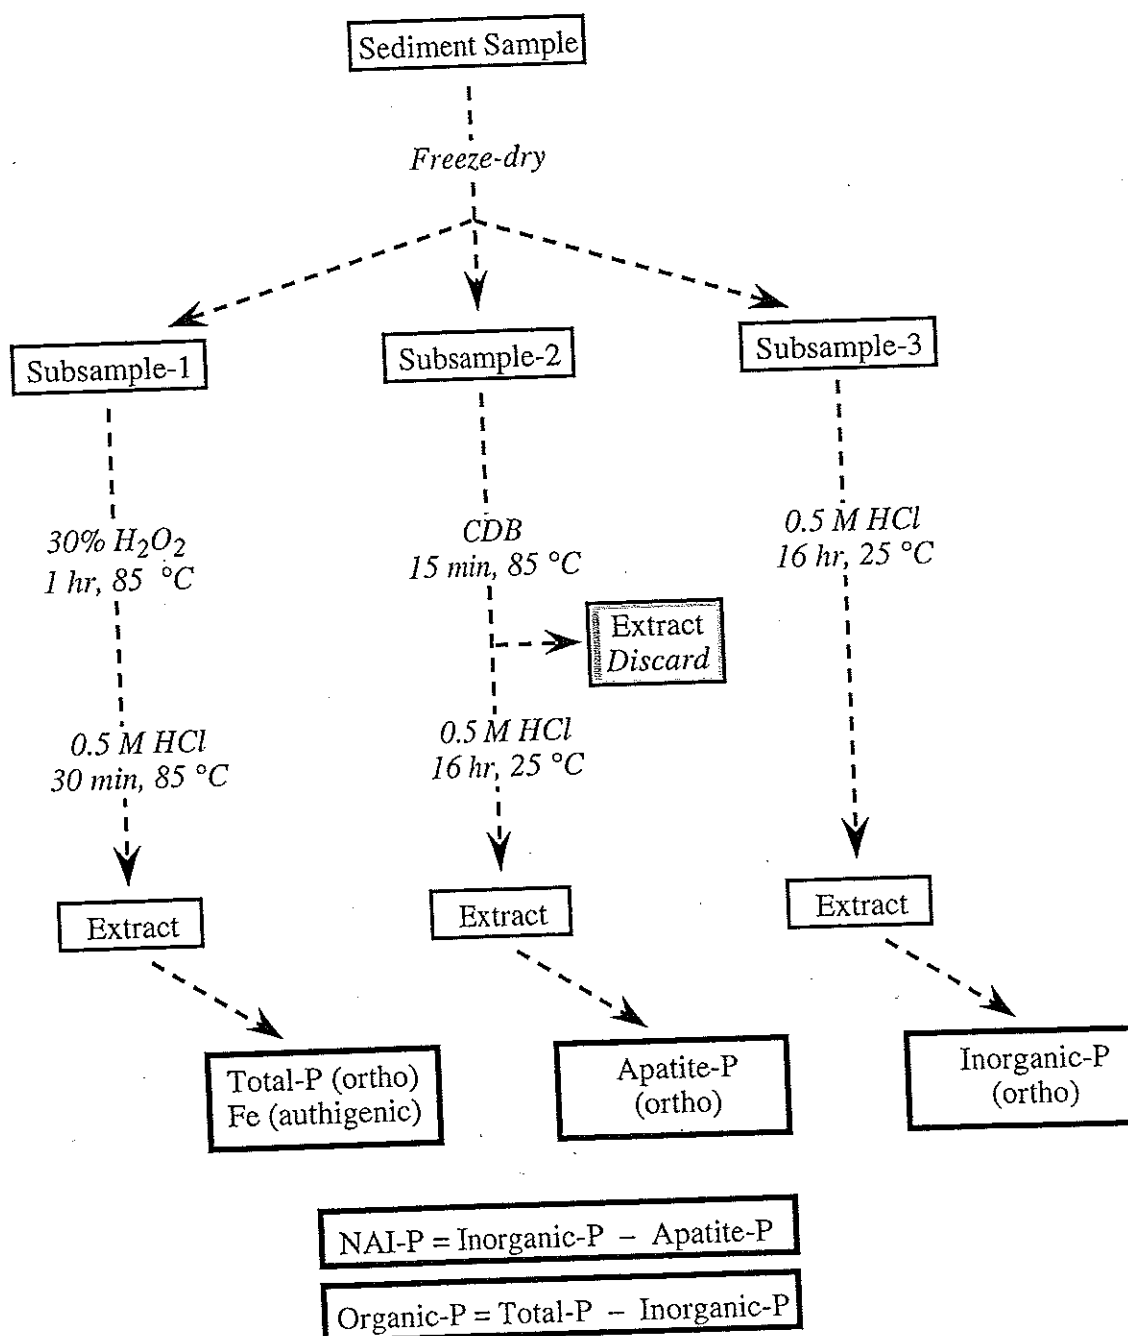 Sediment Sample
Freeze-dry
Subsample-1
Subsample-2
Subsample-3
30% H₂O₂
1 hr, 85 °C
CDB
15 min, 85 °C
0.5 M HCl
16 hr, 25 °C
Extract
Discard
0.5 M HCl
30 min, 85 °C
0.5 M HCl
16 hr, 25 °C
Extract
Extract
Extract
Total-P (ortho)
Fe (authigenic)
Apatite-P
(ortho)
Inorganic-P
(ortho)
NAI-P = Inorganic-P – Apatite-P
Organic-P = Total-P – Inorganic-P